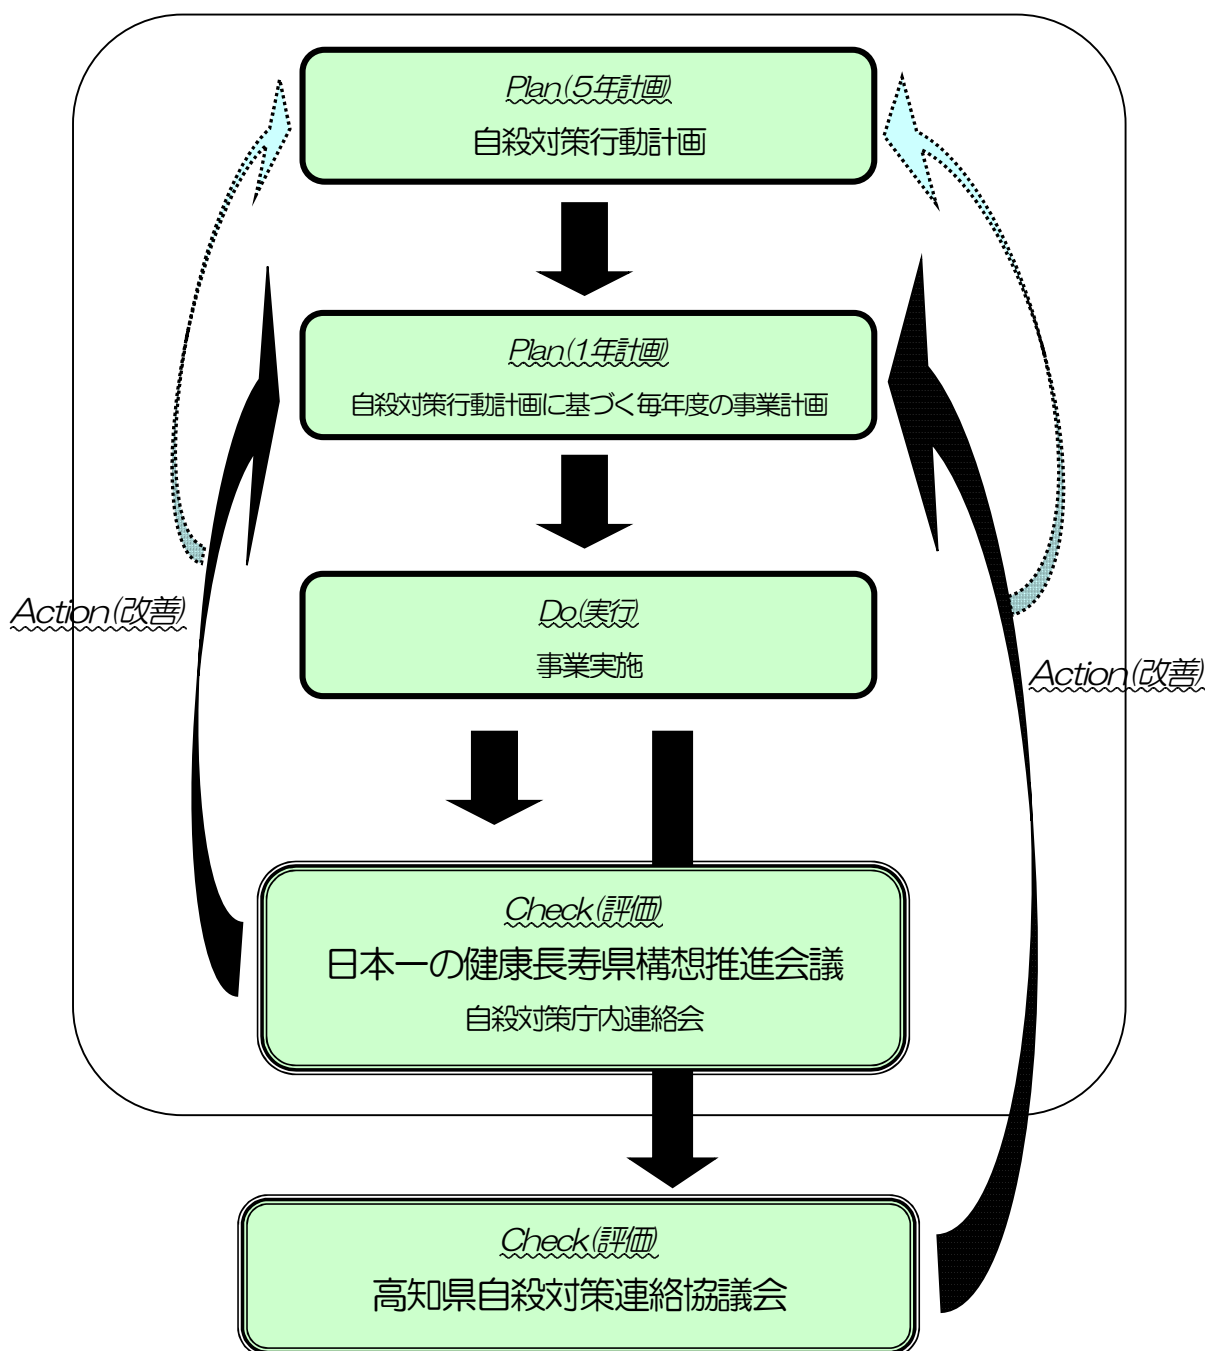 Plan(5年計画)
自殺対策行動計画
Plan(1年計画)
自殺対策行動計画に基づく毎年度の事業計画
Do(実行)
事業実施
Action(改善)
Action(改善)
Check(評価)
日本一の健康長寿県構想推進会議
自殺対策庁内連絡会
Check(評価)
高知県自殺対策連絡協議会